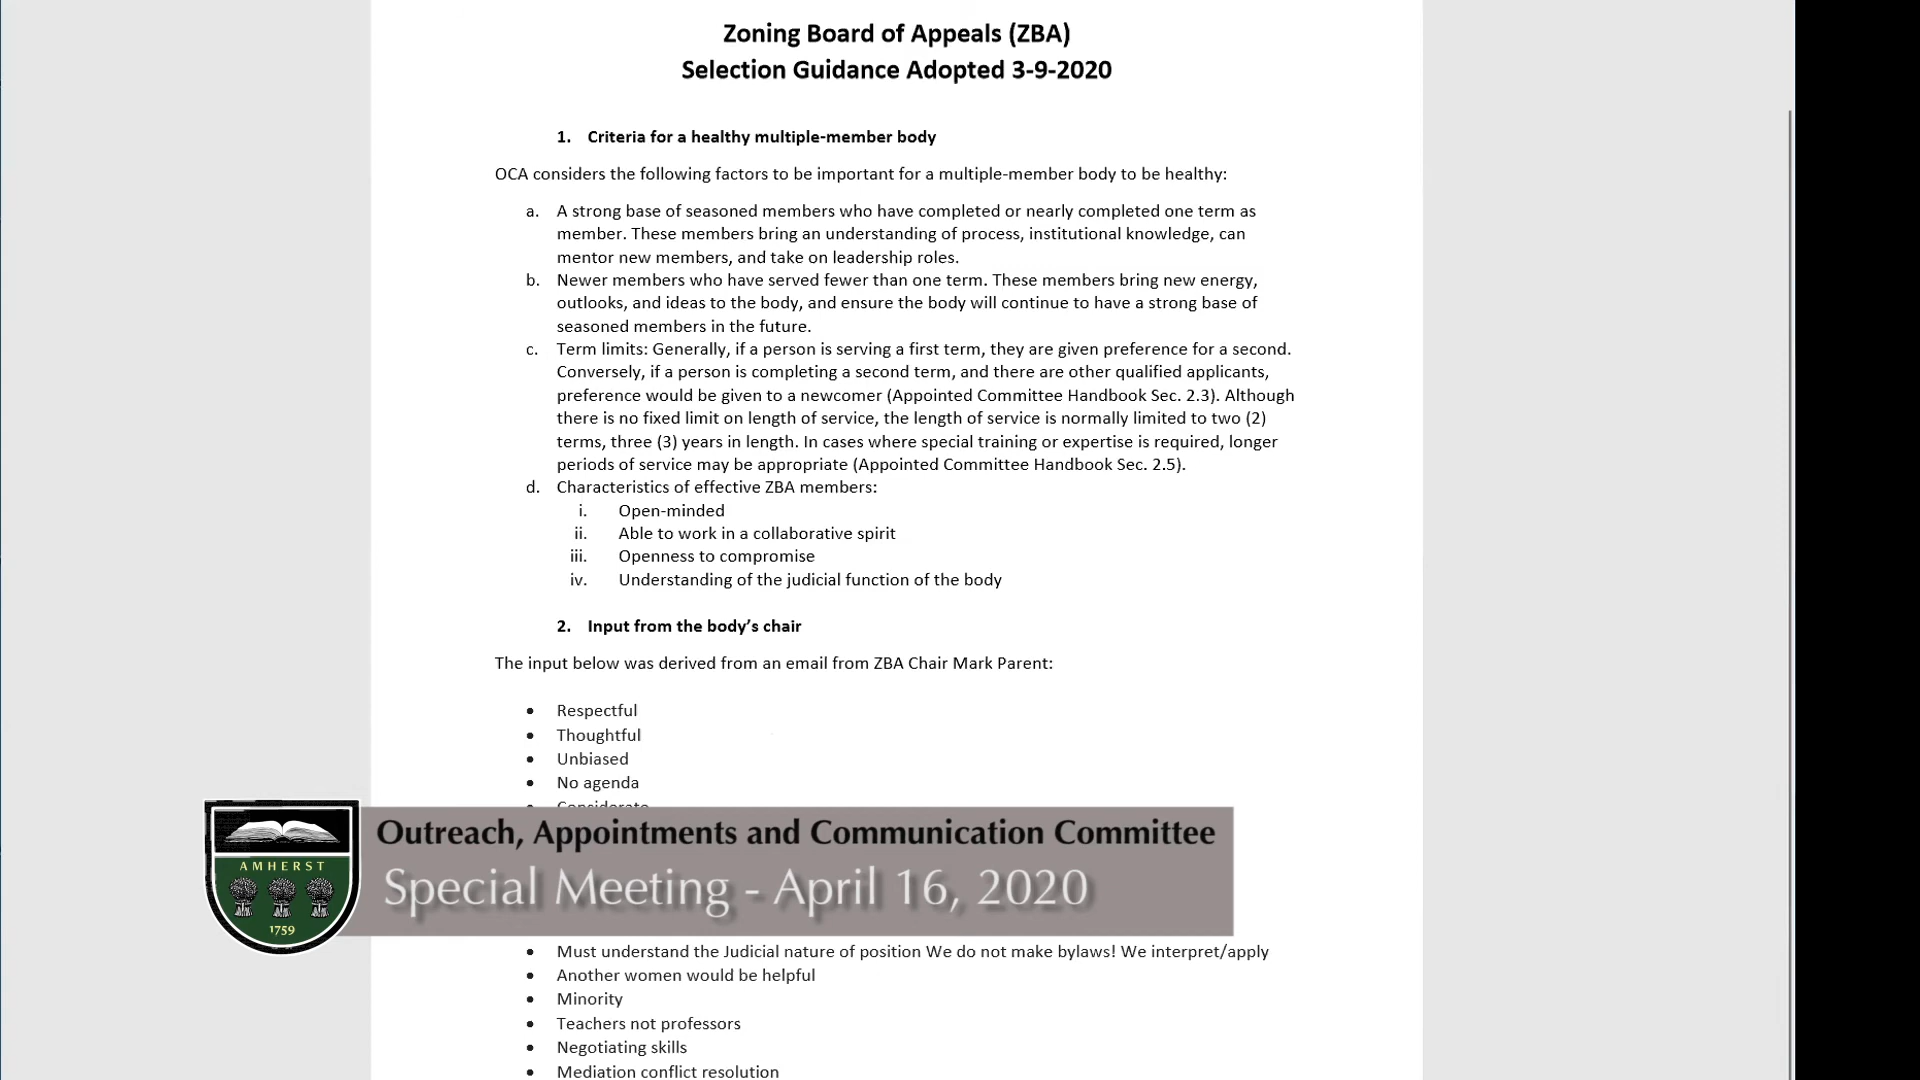 Zoning Board of Appeals (ZBA)
Selection Guidance Adopted 3-9-2020
1. Criteria for a healthy multiple-member body
OCA considers the following factors to be important for a multiple-member body to be healthy:
a. A strong base of seasoned members who have completed or nearly completed one term as
member. These members bring an understanding of process, institutional knowledge, can
mentor new members, and take on leadership roles.
b. Newer members who have served fewer than one term. These members bring new energy,
outlooks, and ideas to the body, and ensure the body will continue to have a strong base of
seasoned members in the future.
c. Term limits: Generally, if a person is serving a first term, they are given preference for a second.
Conversely, if a person is completing a second term, and there are other qualified applicants,
preference would be given to a newcomer (Appointed Committee Handbook Sec. 2.3). Although
there is no fixed limit on length of service, the length of service is normally limited to two (2)
terms, three (3) years in length. In cases where special training or expertise is required, longer
periods of service may be appropriate (Appointed Committee Handbook Sec. 2.5).
d. Characteristics of effective ZBA members:
i. Open-minded
ii. Able to work in a collaborative spirit
iii. Openness to compromise
iv. Understanding of the judicial function of the body
2. Input from the body's chair
The input below was derived from an email from ZBA Chair Mark Parent:
• Respectful
• Thoughtful
• Unbiased
• No agenda
• Considerate
Outreach, Appointments and Communication Committee
Special Meeting - April 16, 2020
AMHERST
1759
• Must understand the Judicial nature of position We do not make bylaws! We interpret/apply
• Another women would be helpful
• Minority
• Teachers not professors
• Negotiating skills
• Mediation conflict resolution